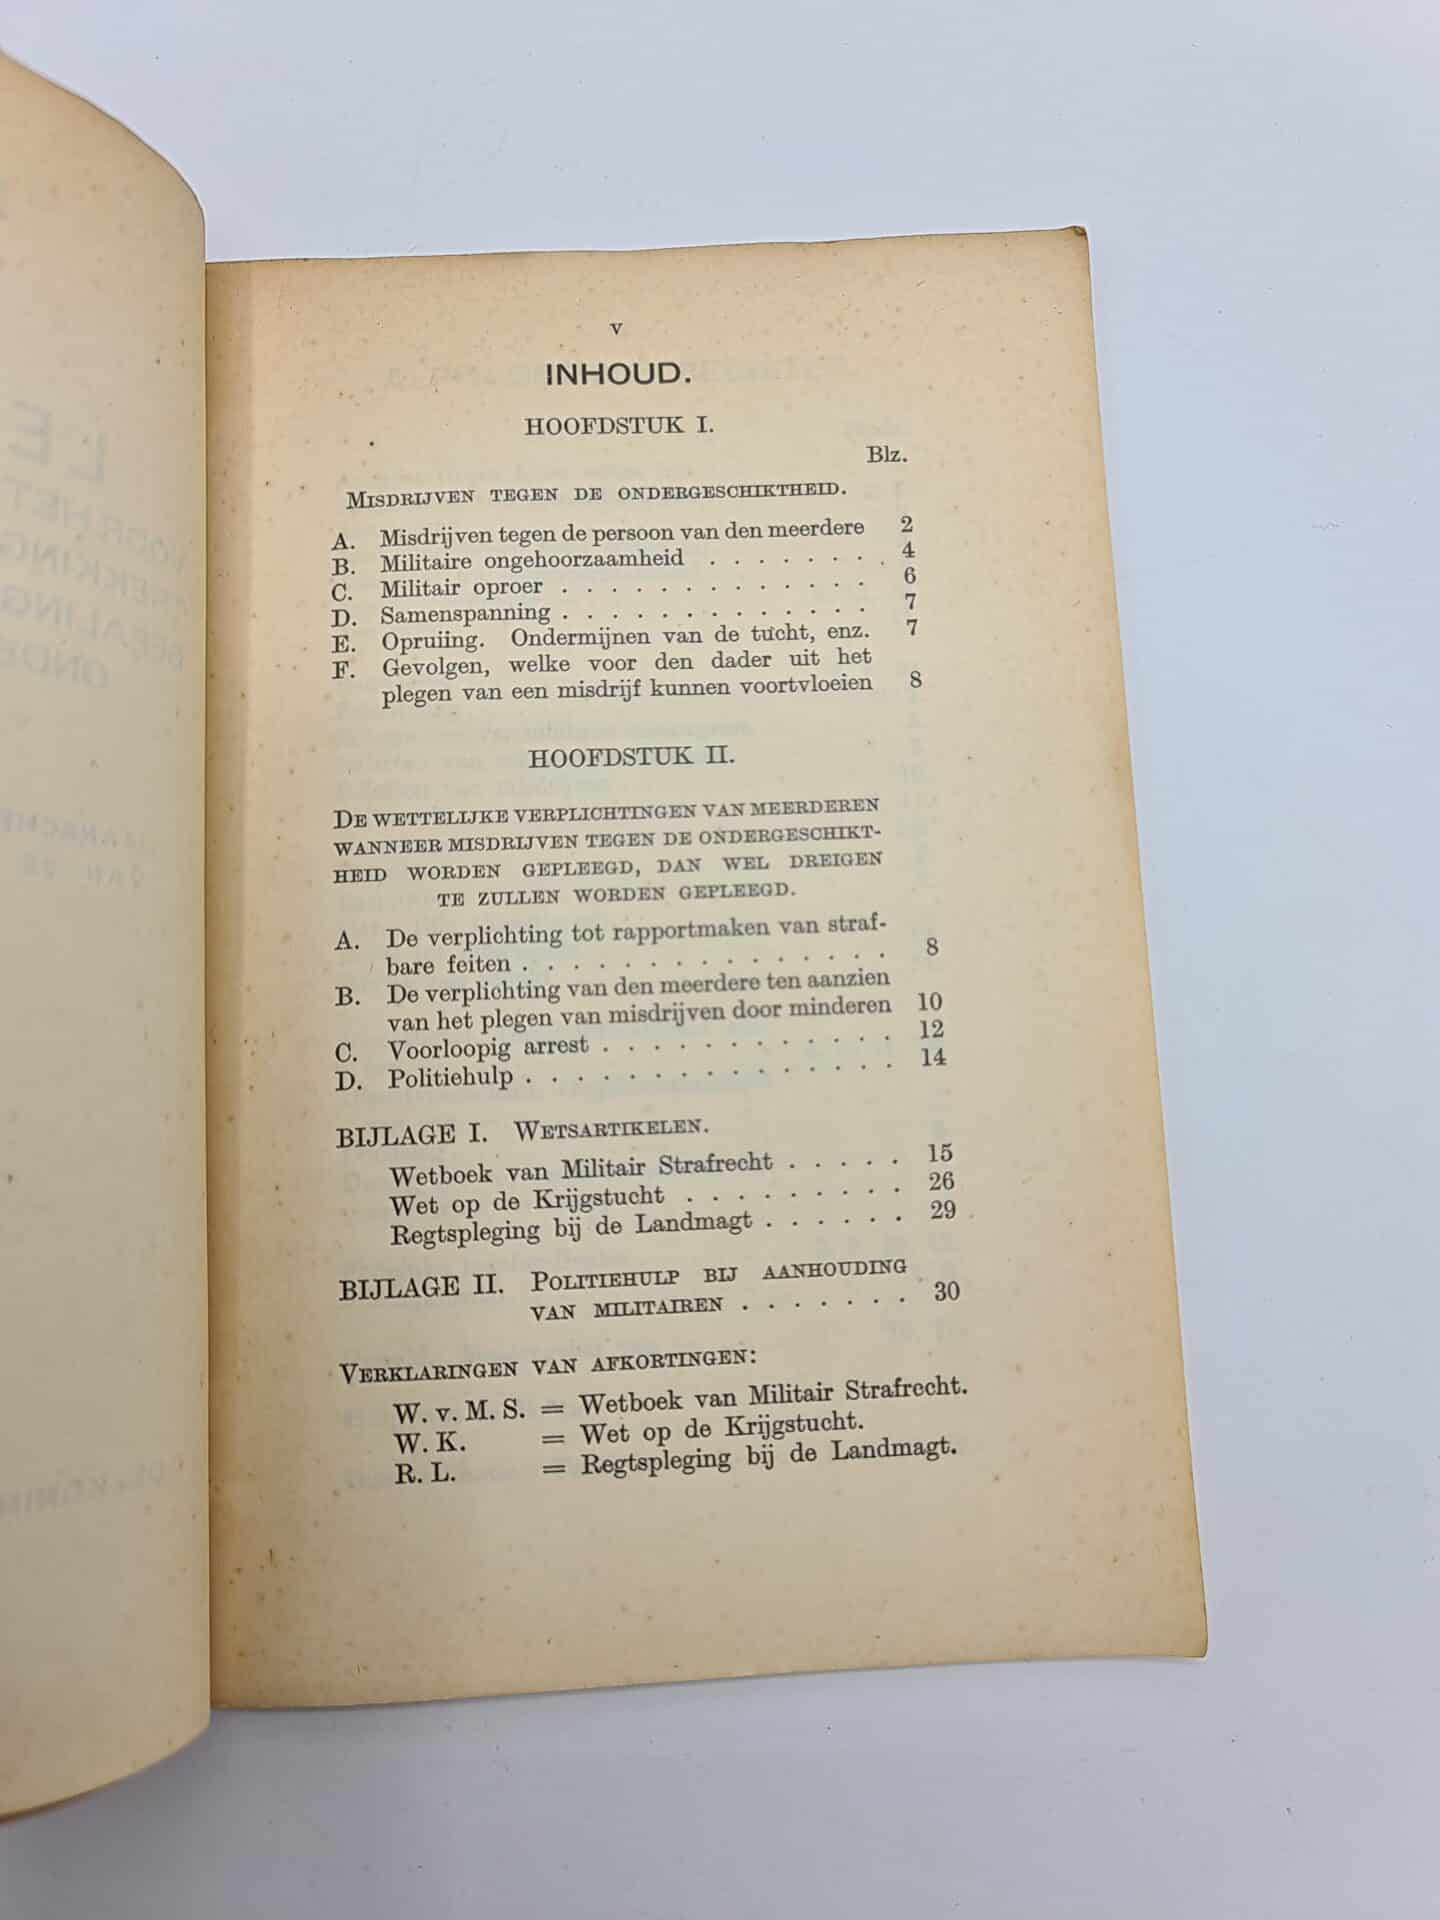 v
INHOUD.
HOOFDSTUK I.
Blz.
MISDRIJVEN TEGEN DE ONDERGESCHIKTHEID.
A. Misdrijven tegen de persoon van den meerdere 2
B. Militaire ongehoorzaamheid . . . . . . . 4
C. Militair oproer . . . . . . . . . . . . 6
D. Samenspanning . . . . . . . . . . . . 7
E. Opruiing. Ondermijnen van de tucht, enz. 7
F. Gevolgen, welke voor den dader uit het
plegen van een misdrijf kunnen voortvloeien 8
HOOFDSTUK II.
DE WETTELIJKE VERPLICHTINGEN VAN MEERDEREN
WANNEER MISDRIJVEN TEGEN DE ONDERGESCHIKT-
HEID WORDEN GEPLEEGD, DAN WEL DREIGEN
TE ZULLEN WORDEN GEPLEEGD.
A. De verplichting tot rapportmaken van straf-
bare feiten . . . . . . . . . . . . . . . 8
B. De verplichting van den meerdere ten aanzien
van het plegen van misdrijven door minderen 10
C. Voorloopig arrest . . . . . . . . . . . . 12
D. Politiehulp . . . . . . . . . . . . . . . 14
BIJLAGE I. WETSARTIKELEN.
Wetboek van Militair Strafrecht . . . . . 15
Wet op de Krijgstucht . . . . . . . . . 26
Regtspleging bij de Landmagt . . . . . . 29
BIJLAGE II. POLITIEHULP BIJ AANHOUDING
VAN MILITAIREN . . . . . . . 30
VERKLARINGEN VAN AFKORTINGEN:
W. v. M. S. = Wetboek van Militair Strafrecht.
W. K. = Wet op de Krijgstucht.
R. L. = Regtspleging bij de Landmagt.